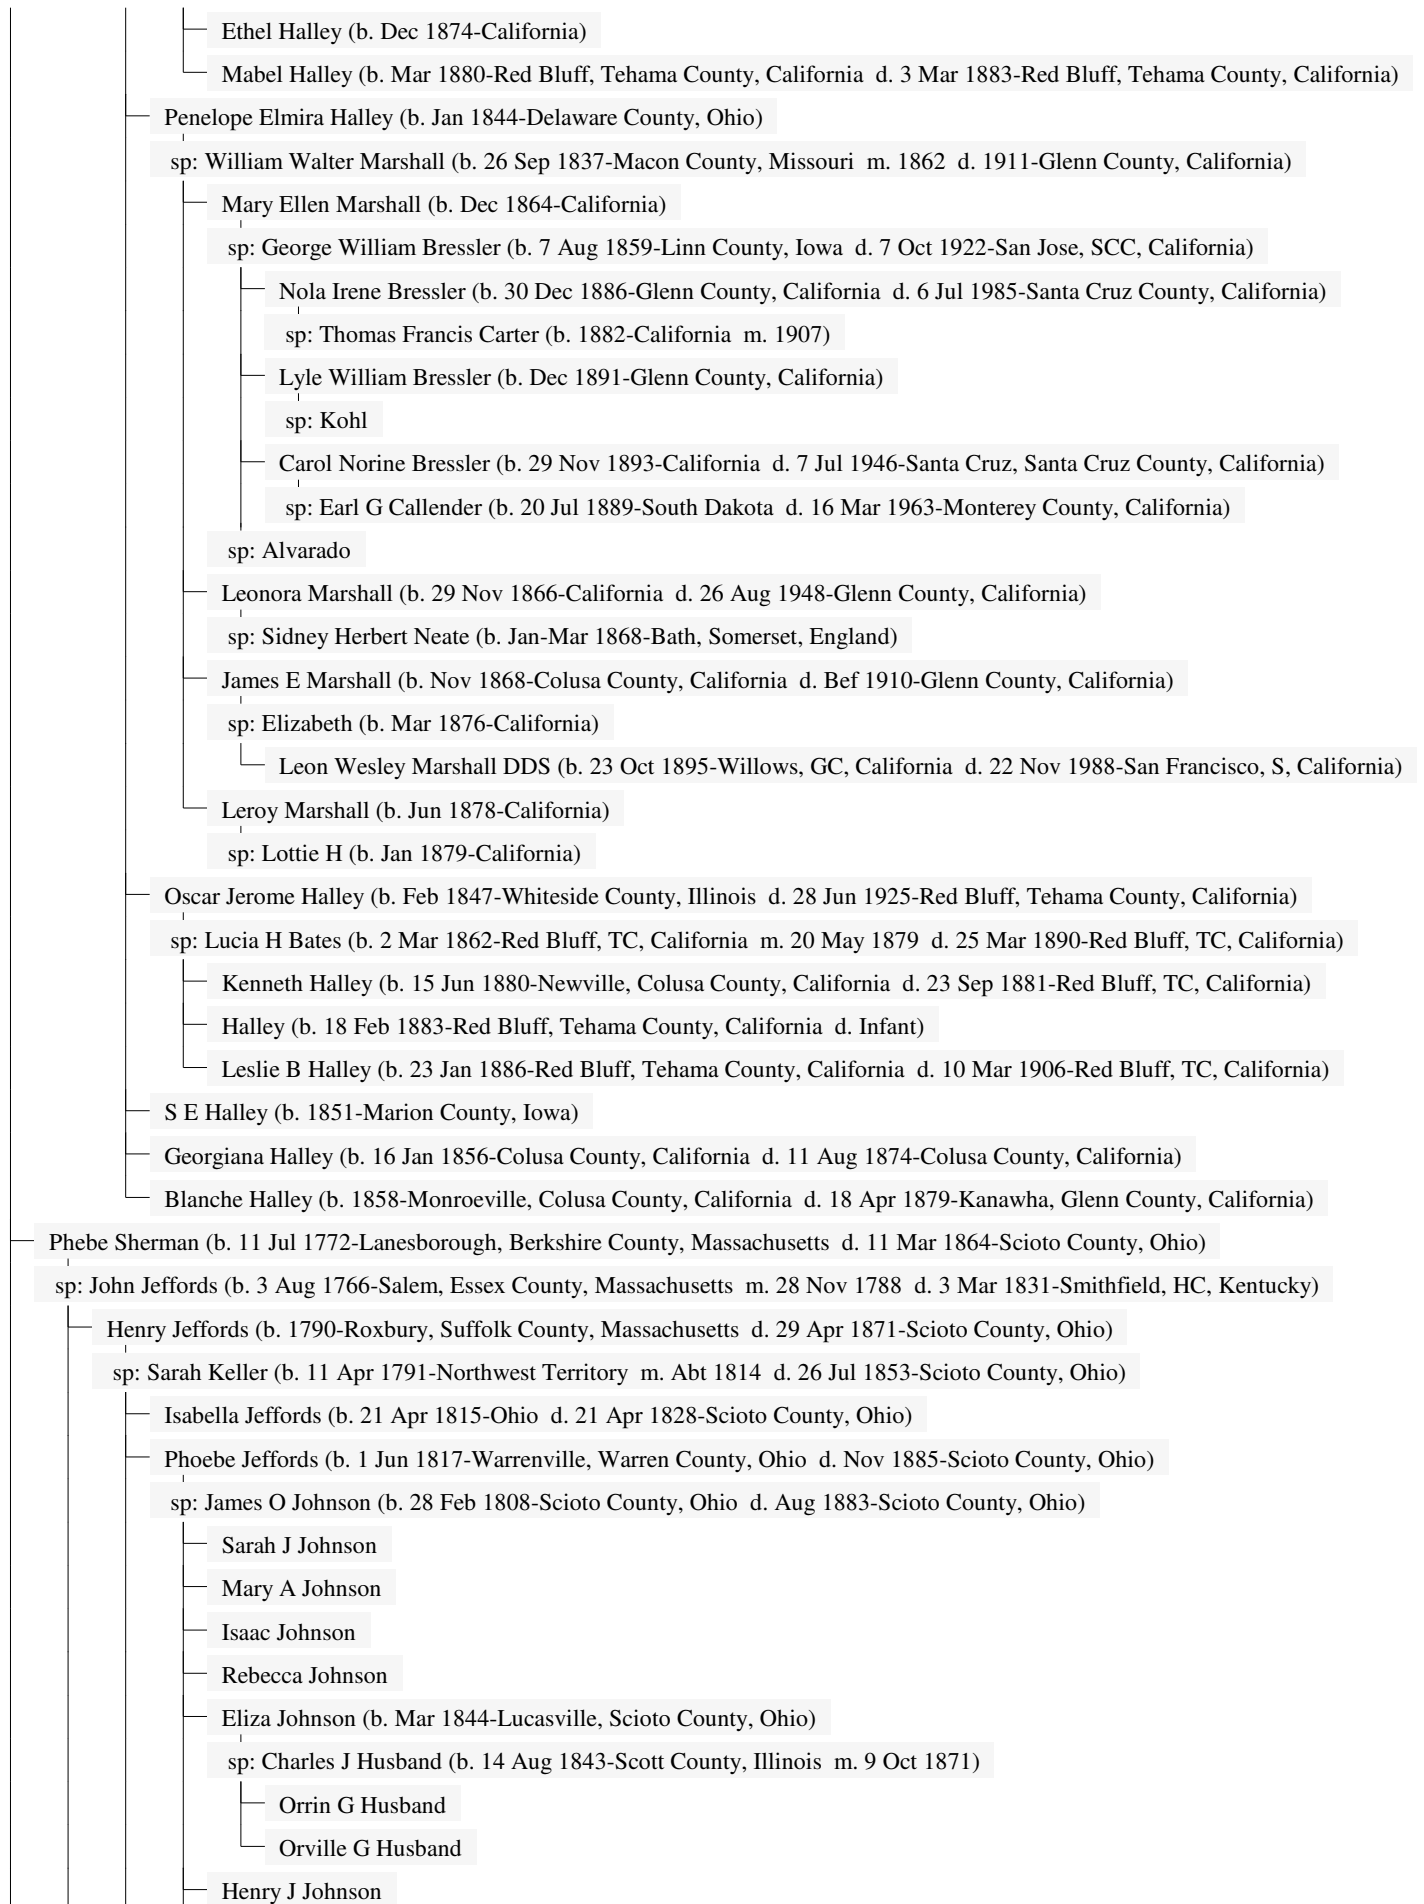 Ethel Halley (b. Dec 1874-California)
Mabel Halley (b. Mar 1880-Red Bluff, Tehama County, California d. 3 Mar 1883-Red Bluff, Tehama County, California)
Penelope Elmira Halley (b. Jan 1844-Delaware County, Ohio)
sp: William Walter Marshall (b. 26 Sep 1837-Macon County, Missouri m. 1862 d. 1911-Glenn County, California)
Mary Ellen Marshall (b. Dec 1864-California)
sp: George William Bressler (b. 7 Aug 1859-Linn County, Iowa d. 7 Oct 1922-San Jose, SCC, California)
Nola Irene Bressler (b. 30 Dec 1886-Glenn County, California d. 6 Jul 1985-Santa Cruz County, California)
sp: Thomas Francis Carter (b. 1882-California m. 1907)
Lyle William Bressler (b. Dec 1891-Glenn County, California)
sp: Kohl
Carol Norine Bressler (b. 29 Nov 1893-California d. 7 Jul 1946-Santa Cruz, Santa Cruz County, California)
sp: Earl G Callender (b. 20 Jul 1889-South Dakota d. 16 Mar 1963-Monterey County, California)
sp: Alvarado
Leonora Marshall (b. 29 Nov 1866-California d. 26 Aug 1948-Glenn County, California)
sp: Sidney Herbert Neate (b. Jan-Mar 1868-Bath, Somerset, England)
James E Marshall (b. Nov 1868-Colusa County, California d. Bef 1910-Glenn County, California)
sp: Elizabeth (b. Mar 1876-California)
Leon Wesley Marshall DDS (b. 23 Oct 1895-Willows, GC, California d. 22 Nov 1988-San Francisco, S, California)
Leroy Marshall (b. Jun 1878-California)
sp: Lottie H (b. Jan 1879-California)
Oscar Jerome Halley (b. Feb 1847-Whiteside County, Illinois d. 28 Jun 1925-Red Bluff, Tehama County, California)
sp: Lucia H Bates (b. 2 Mar 1862-Red Bluff, TC, California m. 20 May 1879 d. 25 Mar 1890-Red Bluff, TC, California)
Kenneth Halley (b. 15 Jun 1880-Newville, Colusa County, California d. 23 Sep 1881-Red Bluff, TC, California)
Halley (b. 18 Feb 1883-Red Bluff, Tehama County, California d. Infant)
Leslie B Halley (b. 23 Jan 1886-Red Bluff, Tehama County, California d. 10 Mar 1906-Red Bluff, TC, California)
S E Halley (b. 1851-Marion County, Iowa)
Georgiana Halley (b. 16 Jan 1856-Colusa County, California d. 11 Aug 1874-Colusa County, California)
Blanche Halley (b. 1858-Monroeville, Colusa County, California d. 18 Apr 1879-Kanawha, Glenn County, California)
Phebe Sherman (b. 11 Jul 1772-Lanesborough, Berkshire County, Massachusetts d. 11 Mar 1864-Scioto County, Ohio)
sp: John Jeffords (b. 3 Aug 1766-Salem, Essex County, Massachusetts m. 28 Nov 1788 d. 3 Mar 1831-Smithfield, HC, Kentucky)
Henry Jeffords (b. 1790-Roxbury, Suffolk County, Massachusetts d. 29 Apr 1871-Scioto County, Ohio)
sp: Sarah Keller (b. 11 Apr 1791-Northwest Territory m. Abt 1814 d. 26 Jul 1853-Scioto County, Ohio)
Isabella Jeffords (b. 21 Apr 1815-Ohio d. 21 Apr 1828-Scioto County, Ohio)
Phoebe Jeffords (b. 1 Jun 1817-Warrenville, Warren County, Ohio d. Nov 1885-Scioto County, Ohio)
sp: James O Johnson (b. 28 Feb 1808-Scioto County, Ohio d. Aug 1883-Scioto County, Ohio)
Sarah J Johnson
Mary A Johnson
Isaac Johnson
Rebecca Johnson
Eliza Johnson (b. Mar 1844-Lucasville, Scioto County, Ohio)
sp: Charles J Husband (b. 14 Aug 1843-Scott County, Illinois m. 9 Oct 1871)
Orrin G Husband
Orville G Husband
Henry J Johnson